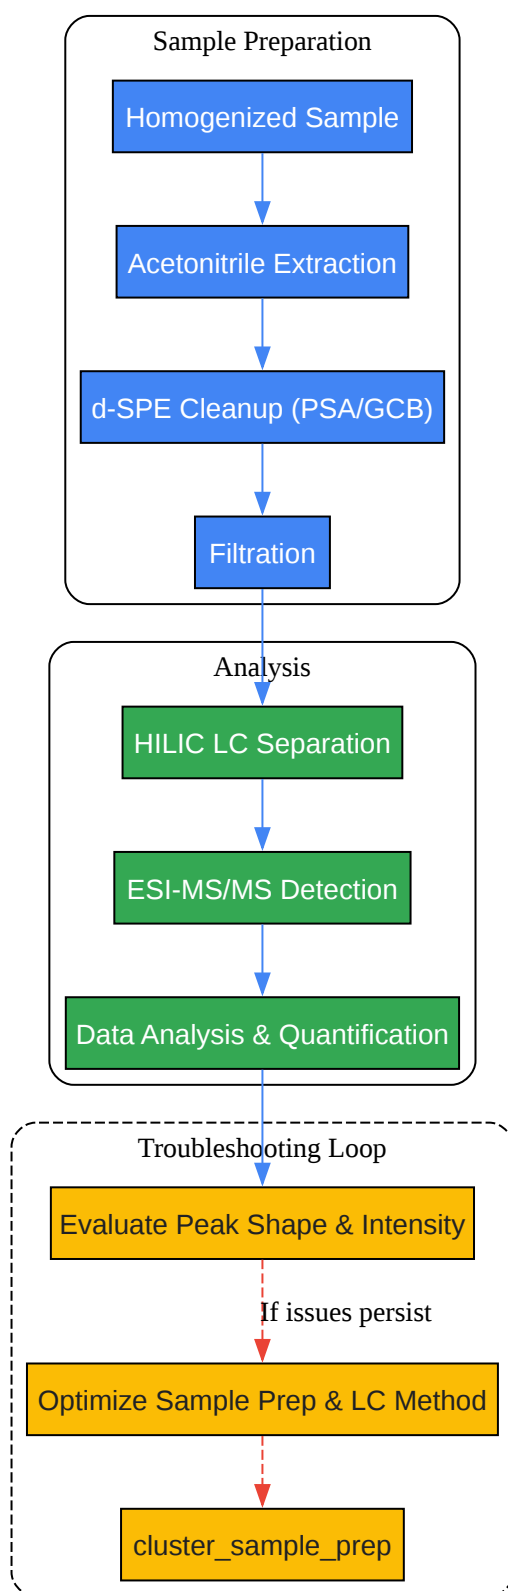 Sample Preparation
Homogenized Sample
Acetonitrile Extraction
d-SPE Cleanup (PSA/GCB)
Filtration
Analysis
HILIC LC Separation
ESI-MS/MS Detection
Data Analysis & Quantification
Troubleshooting Loop
Evaluate Peak Shape & Intensity
If issues persist
Optimize Sample Prep & LC Method
cluster_sample_prep